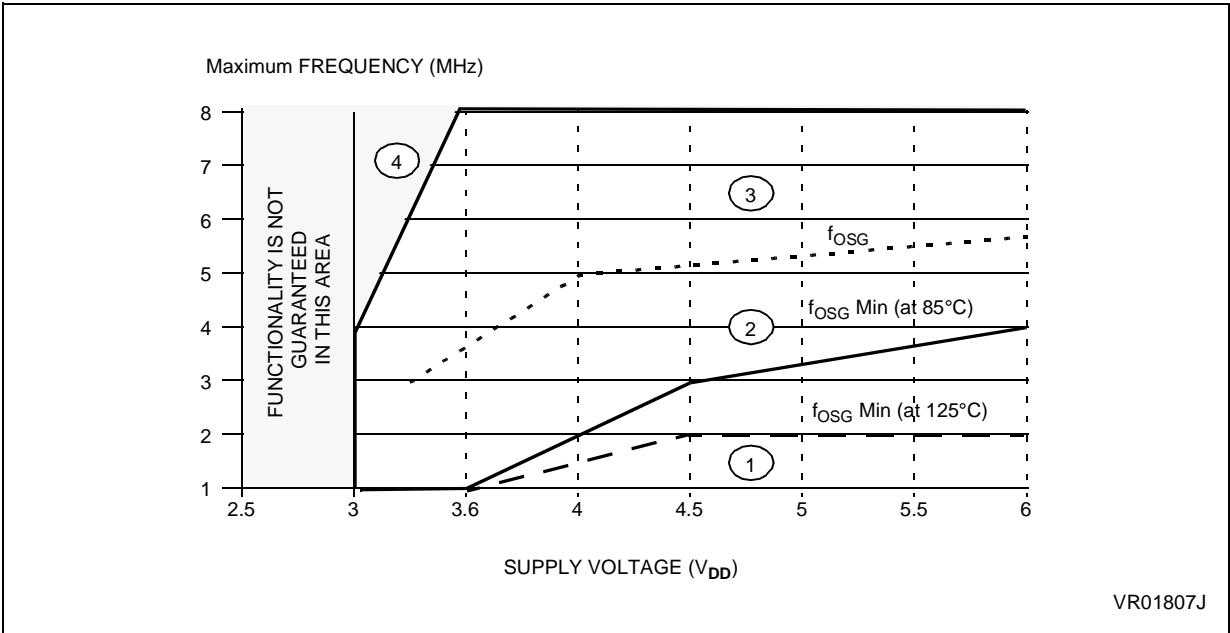 Maximum FREQUENCY (MHz)
8
7
6
5
4
3
2
1
FUNCTIONALITY IS NOT
GUARANTEED
IN THIS AREA
4
3
fOSG
fOSG Min (at 85°C)
2
fOSG Min (at 125°C)
1
2.5 3 3.6 4 4.5 5 5.5 6
SUPPLY VOLTAGE (VDD)
VR01807J